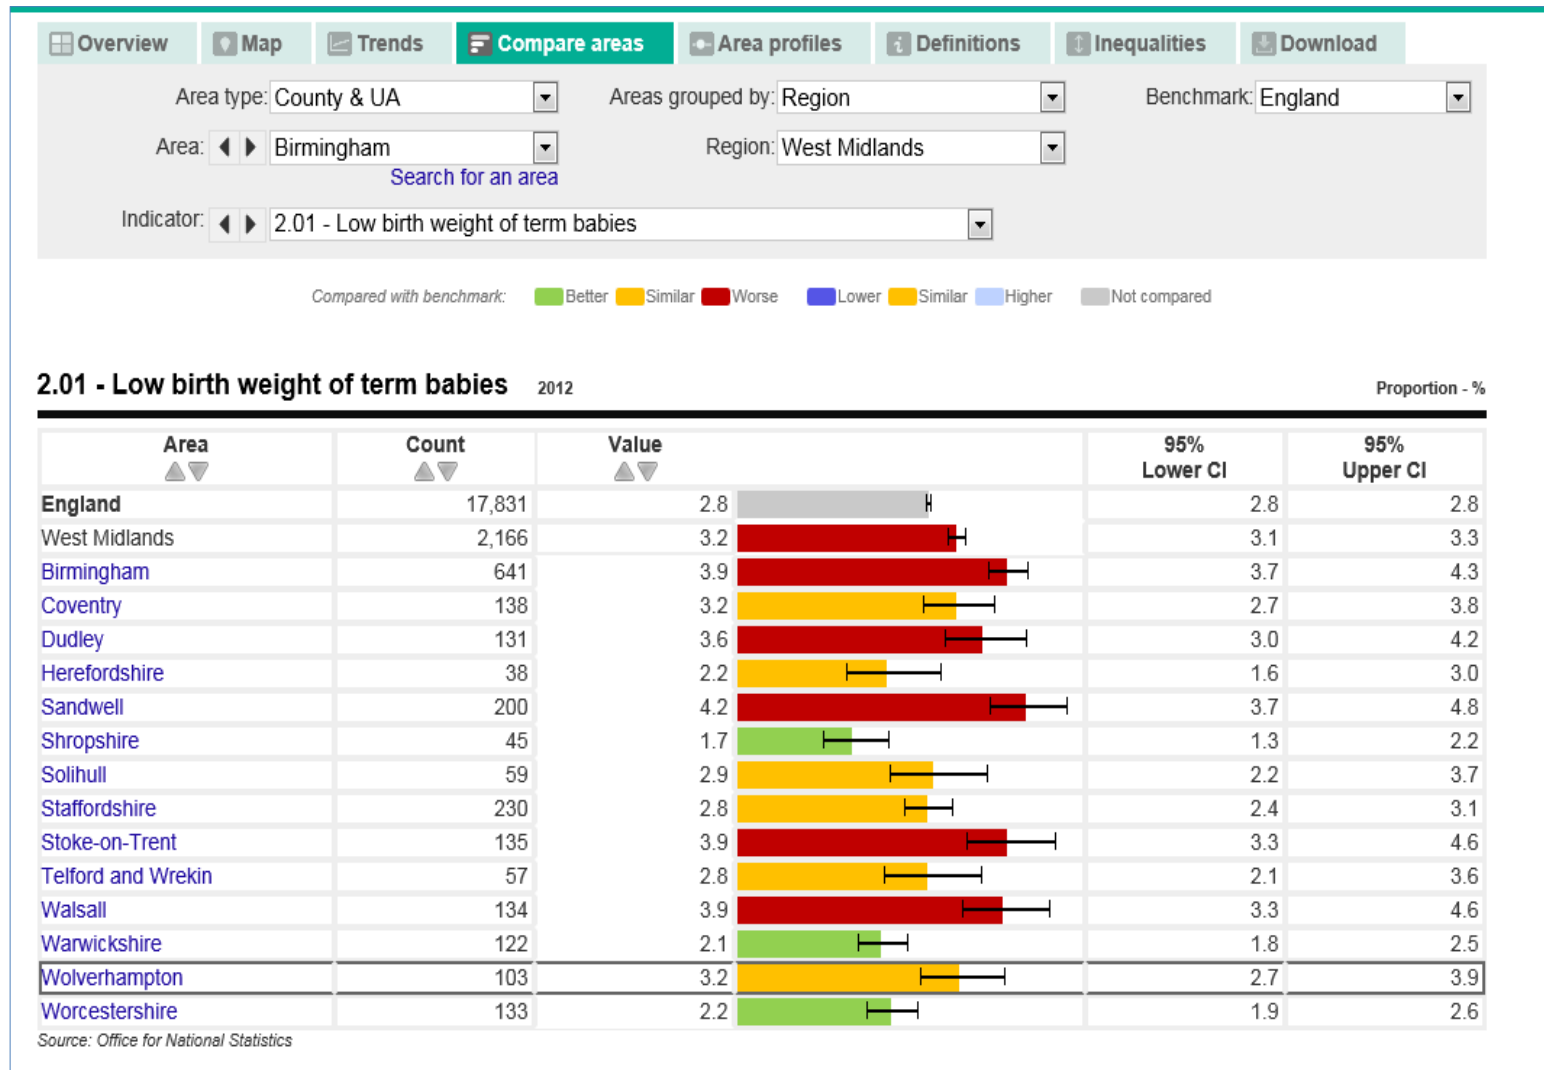 Overview Map Trends Compare areas Area profiles Definitions Inequalities Download
Area type: County & UA Areas grouped by: Region Benchmark: England
Area: Birmingham Region: West Midlands
Search for an area
Indicator: 2.01 - Low birth weight of term babies
Compared with benchmark: Better Similar Worse Lower Similar Higher Not compared
2.01 - Low birth weight of term babies 2012 Proportion - %
Area Count Value 95% Lower CI 95% Upper CI
England 17,831 2.8 2.8 2.8
West Midlands 2,166 3.2 3.1 3.3
Birmingham 641 3.9 3.7 4.3
Coventry 138 3.2 2.7 3.8
Dudley 131 3.6 3.0 4.2
Herefordshire 38 2.2 1.6 3.0
Sandwell 200 4.2 3.7 4.8
Shropshire 45 1.7 1.3 2.2
Solihull 59 2.9 2.2 3.7
Staffordshire 230 2.8 2.4 3.1
Stoke-on-Trent 135 3.9 3.3 4.6
Telford and Wrekin 57 2.8 2.1 3.6
Walsall 134 3.9 3.3 4.6
Warwickshire 122 2.1 1.8 2.5
Wolverhampton 103 3.2 2.7 3.9
Worcestershire 133 2.2 1.9 2.6
Source: Office for National Statistics